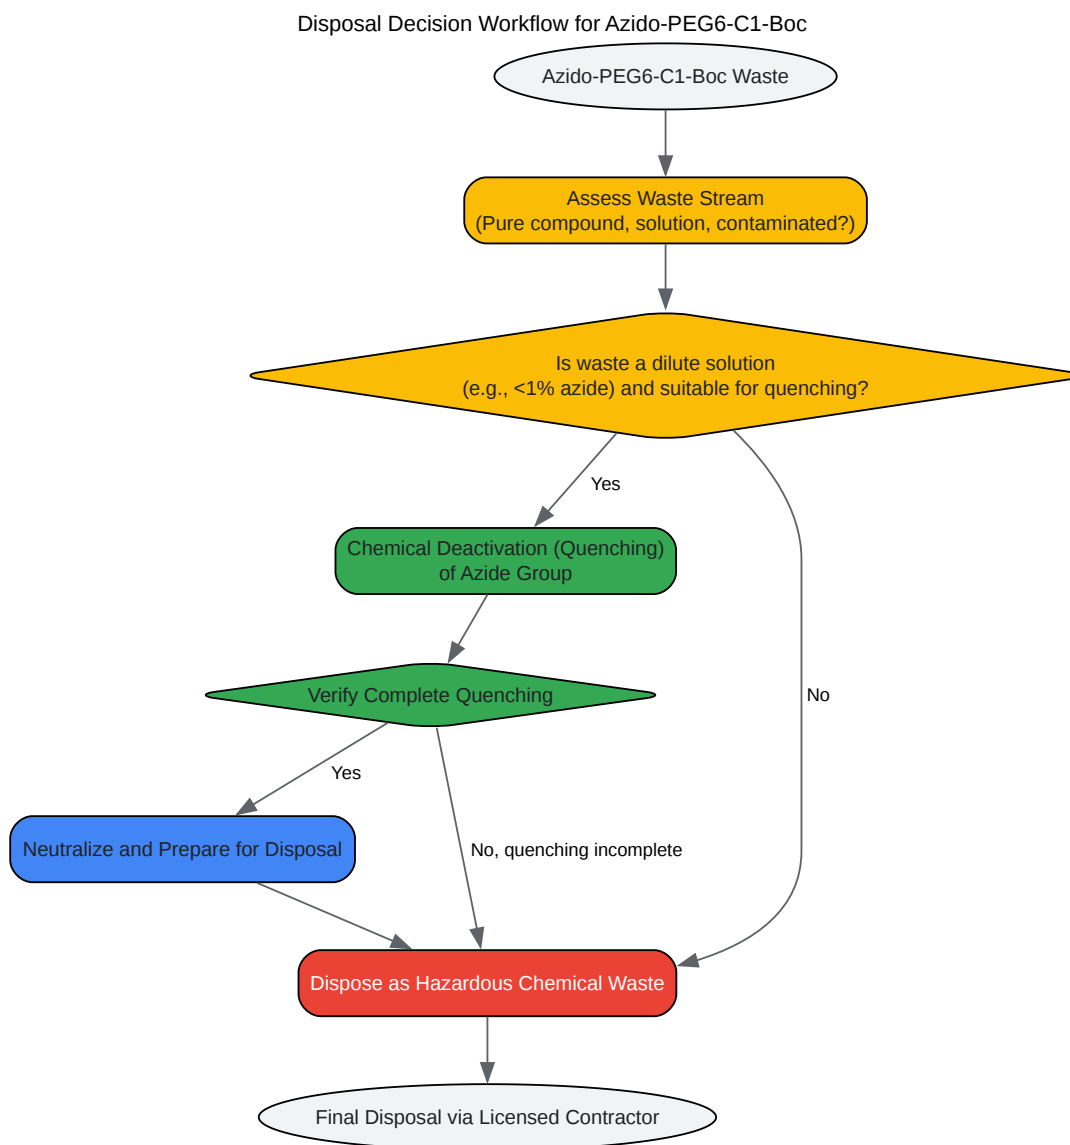 Disposal Decision Workflow for Azido-PEG6-C1-Boc
Azido-PEG6-C1-Boc Waste
Assess Waste Stream
(Pure compound, solution, contaminated?)
Is waste a dilute solution
(e.g., <1% azide) and suitable for quenching?
Yes
Chemical Deactivation (Quenching)
of Azide Group
Verify Complete Quenching
No
Yes
Neutralize and Prepare for Disposal
No, quenching incomplete
Dispose as Hazardous Chemical Waste
Final Disposal via Licensed Contractor